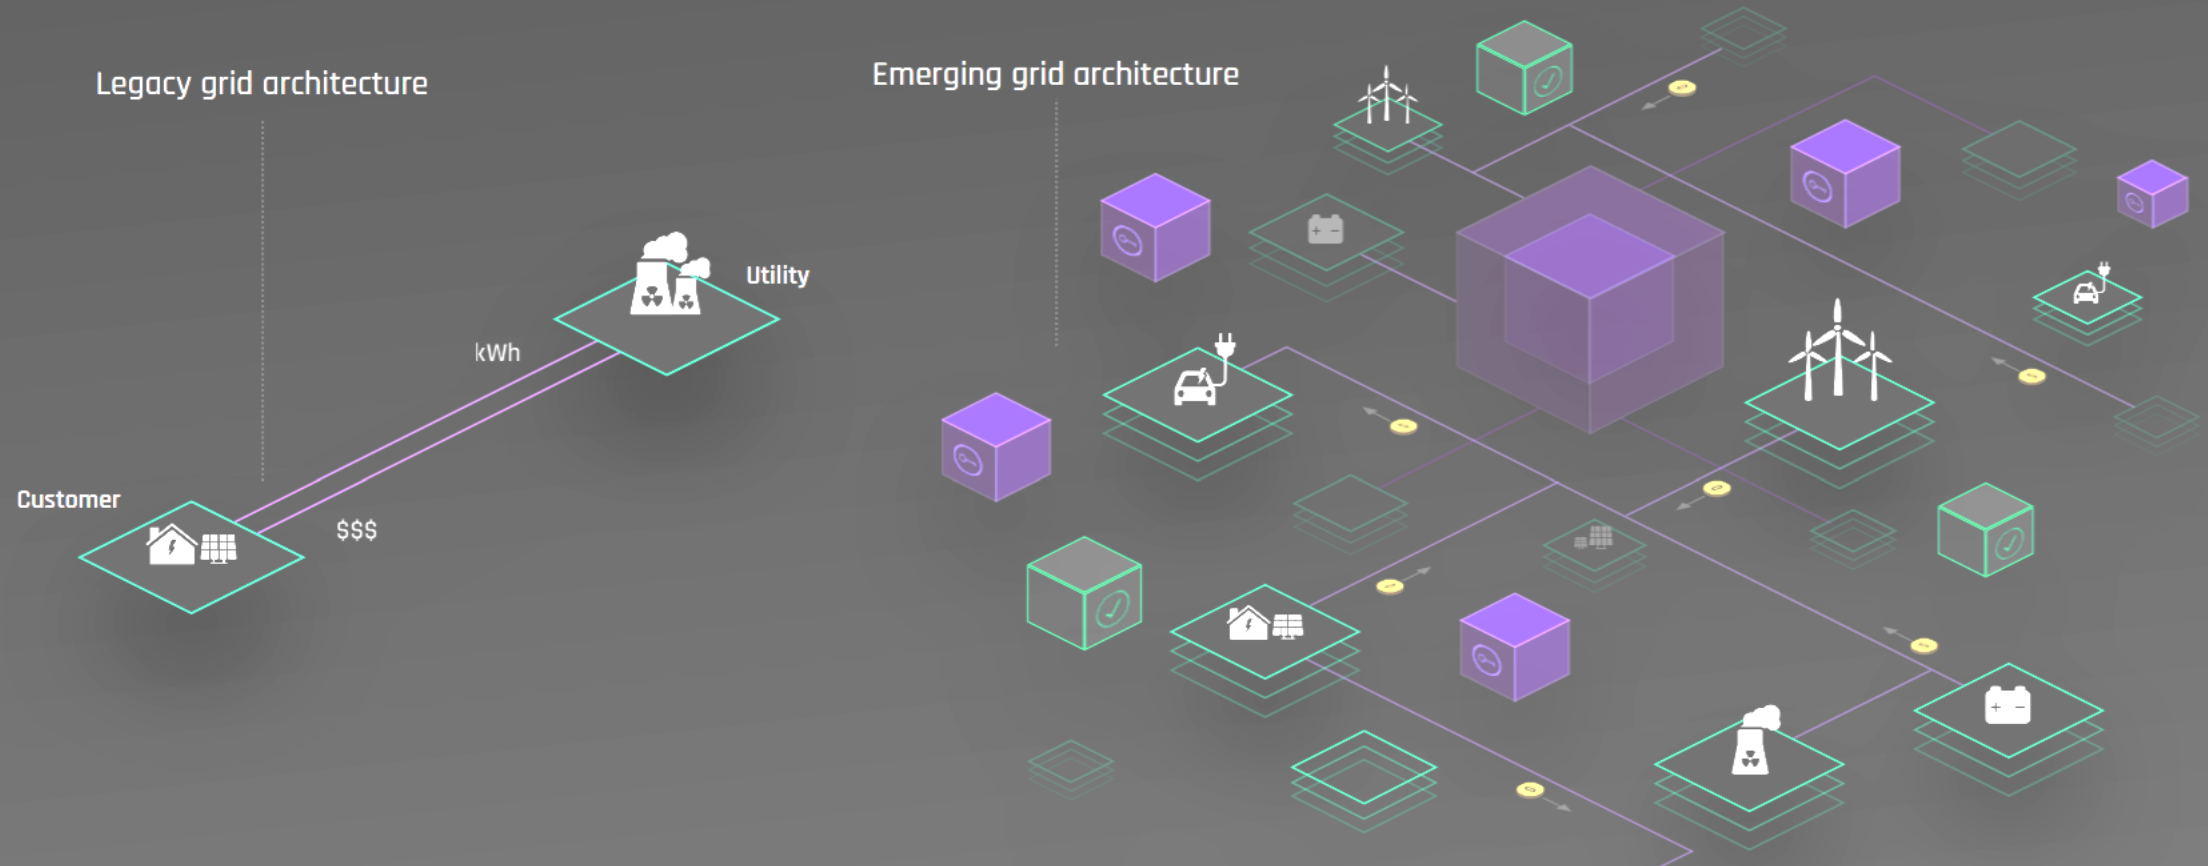 Legacy grid architecture
Emerging grid architecture
Utility
kWh
Customer
$$$